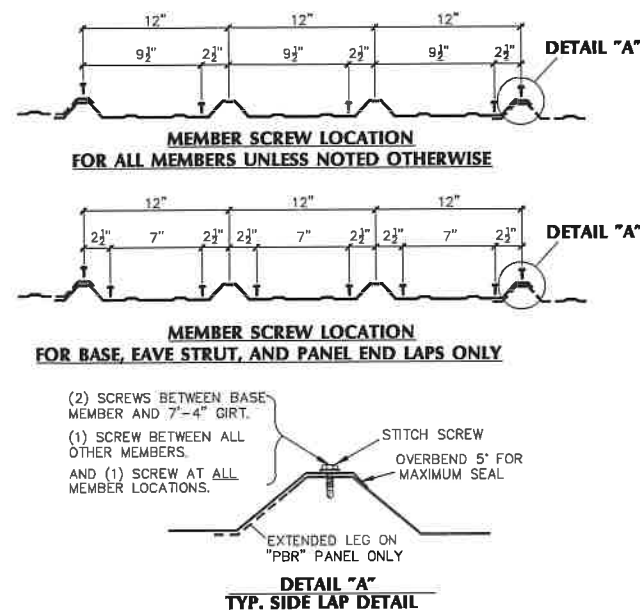 12" 12" 12"
9½" 2½" 9½" 2½" 9½" 2½"
DETAIL "A"
MEMBER SCREW LOCATION
FOR ALL MEMBERS UNLESS NOTED OTHERWISE
12" 12" 12"
2½" 7" 2½" 2½" 7" 2½" 2½" 7" 2½"
DETAIL "A"
MEMBER SCREW LOCATION
FOR BASE, EAVE STRUT, AND PANEL END LAPS ONLY
(2) SCREWS BETWEEN BASE
MEMBER AND 7'-4" GIRT.
(1) SCREW BETWEEN ALL
OTHER MEMBERS.
AND (1) SCREW AT ALL
MEMBER LOCATIONS.
STITCH SCREW
OVERBEND 5° FOR
MAXIMUM SEAL
EXTENDED LEG ON
"PBR" PANEL ONLY
DETAIL "A"
TYP. SIDE LAP DETAIL